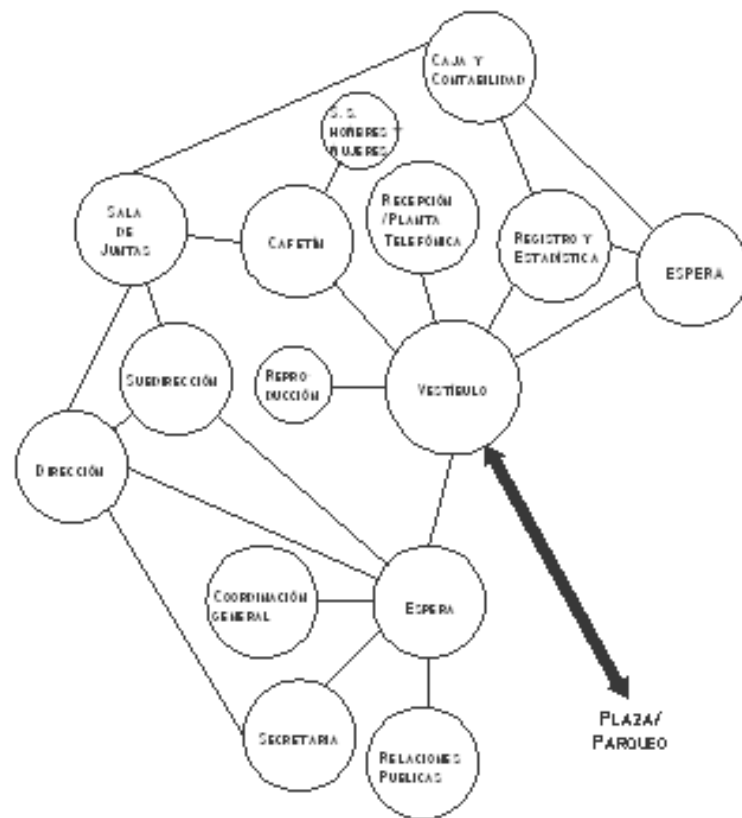 CAJA Y
CONTABILIDAD
S. S.
HOMBRES Y
MUJERES
SALA
DE
JUNTAS
CAFETÍN
RECEPCIÓN
/PLANTA
TELEFÓNICA
REGISTRO Y
ESTADÍSTICA
ESPERA
SUBDIRECCIÓN
REPRO-
DUCCIÓN
VESTÍBULO
DIRECCIÓN
COORDINACIÓN
GENERAL
ESPERA
SECRETARIA
RELACIONES
PUBLICAS
PLAZA/
PARQUEO